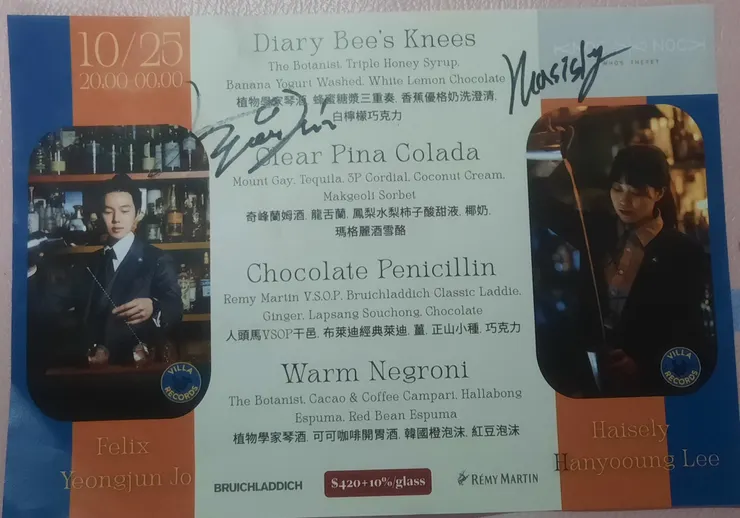 10/25
20.00-00.00
Diary Bee's Knees
The Botanist, Triple Honey Syrup,
Banana Yogurt Washed, White Lemon Chocolate
植物學家琴酒, 蜂蜜糖漿三重奏, 香蕉優格奶洗澄清,
白檸檬巧克力
Clear Pina Colada
Mount Gay, Tequila, 5P Cordial, Coconut Cream,
Makgeoli Sorbet
奇峰蘭姆酒, 龍舌蘭, 鳳梨水梨柿子酸甜液, 椰奶,
瑪格麗酒雪酪
Chocolate Penicillin
Remy Martin V.S.O.P, Bruichladdich Classic Laddie,
Ginger, Lapsang Souchong, Chocolate
人頭馬VSOP干邑, 布萊迪經典萊迪, 薑, 正山小種, 巧克力
Warm Negroni
The Botanist, Cacao & Coffee Campari, Hallabong
Espuma, Red Bean Espuma
植物學家琴酒, 可可咖啡開胃酒, 韓國橙泡沫, 紅豆泡沫
VILLA
RECORDS
VILLA
RECORDS
Felix
Yeongjun Jo
Haisely
Hanyooung Lee
BRUICHLADDICH
$420+10%/glass
RÉMY MARTIN